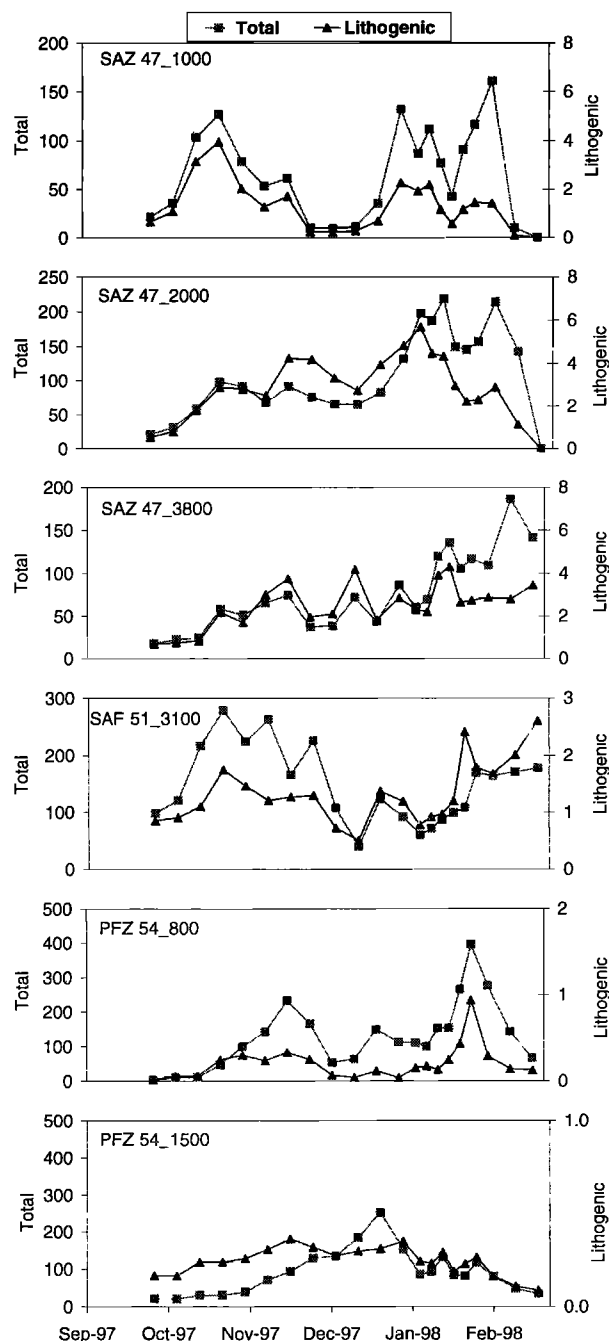 Total Lithogenic
SAZ 47_1000
200
150
100
50
0
Total
8
6
4
2
0
Lithogenic
SAZ 47_2000
250
200
150
100
50
0
Total
8
6
4
2
0
Lithogenic
SAZ 47_3800
200
150
100
50
0
Total
8
6
4
2
0
Lithogenic
SAF 51_3100
300
200
100
0
Total
3
2
1
0
Lithogenic
PFZ 54_800
500
400
300
200
100
0
Total
2
1
0
Lithogenic
PFZ 54_1500
500
400
300
200
100
0
Total
1.0
0.5
0.0
Lithogenic
Sep-97 Oct-97 Nov-97 Dec-97 Jan-98 Feb-98